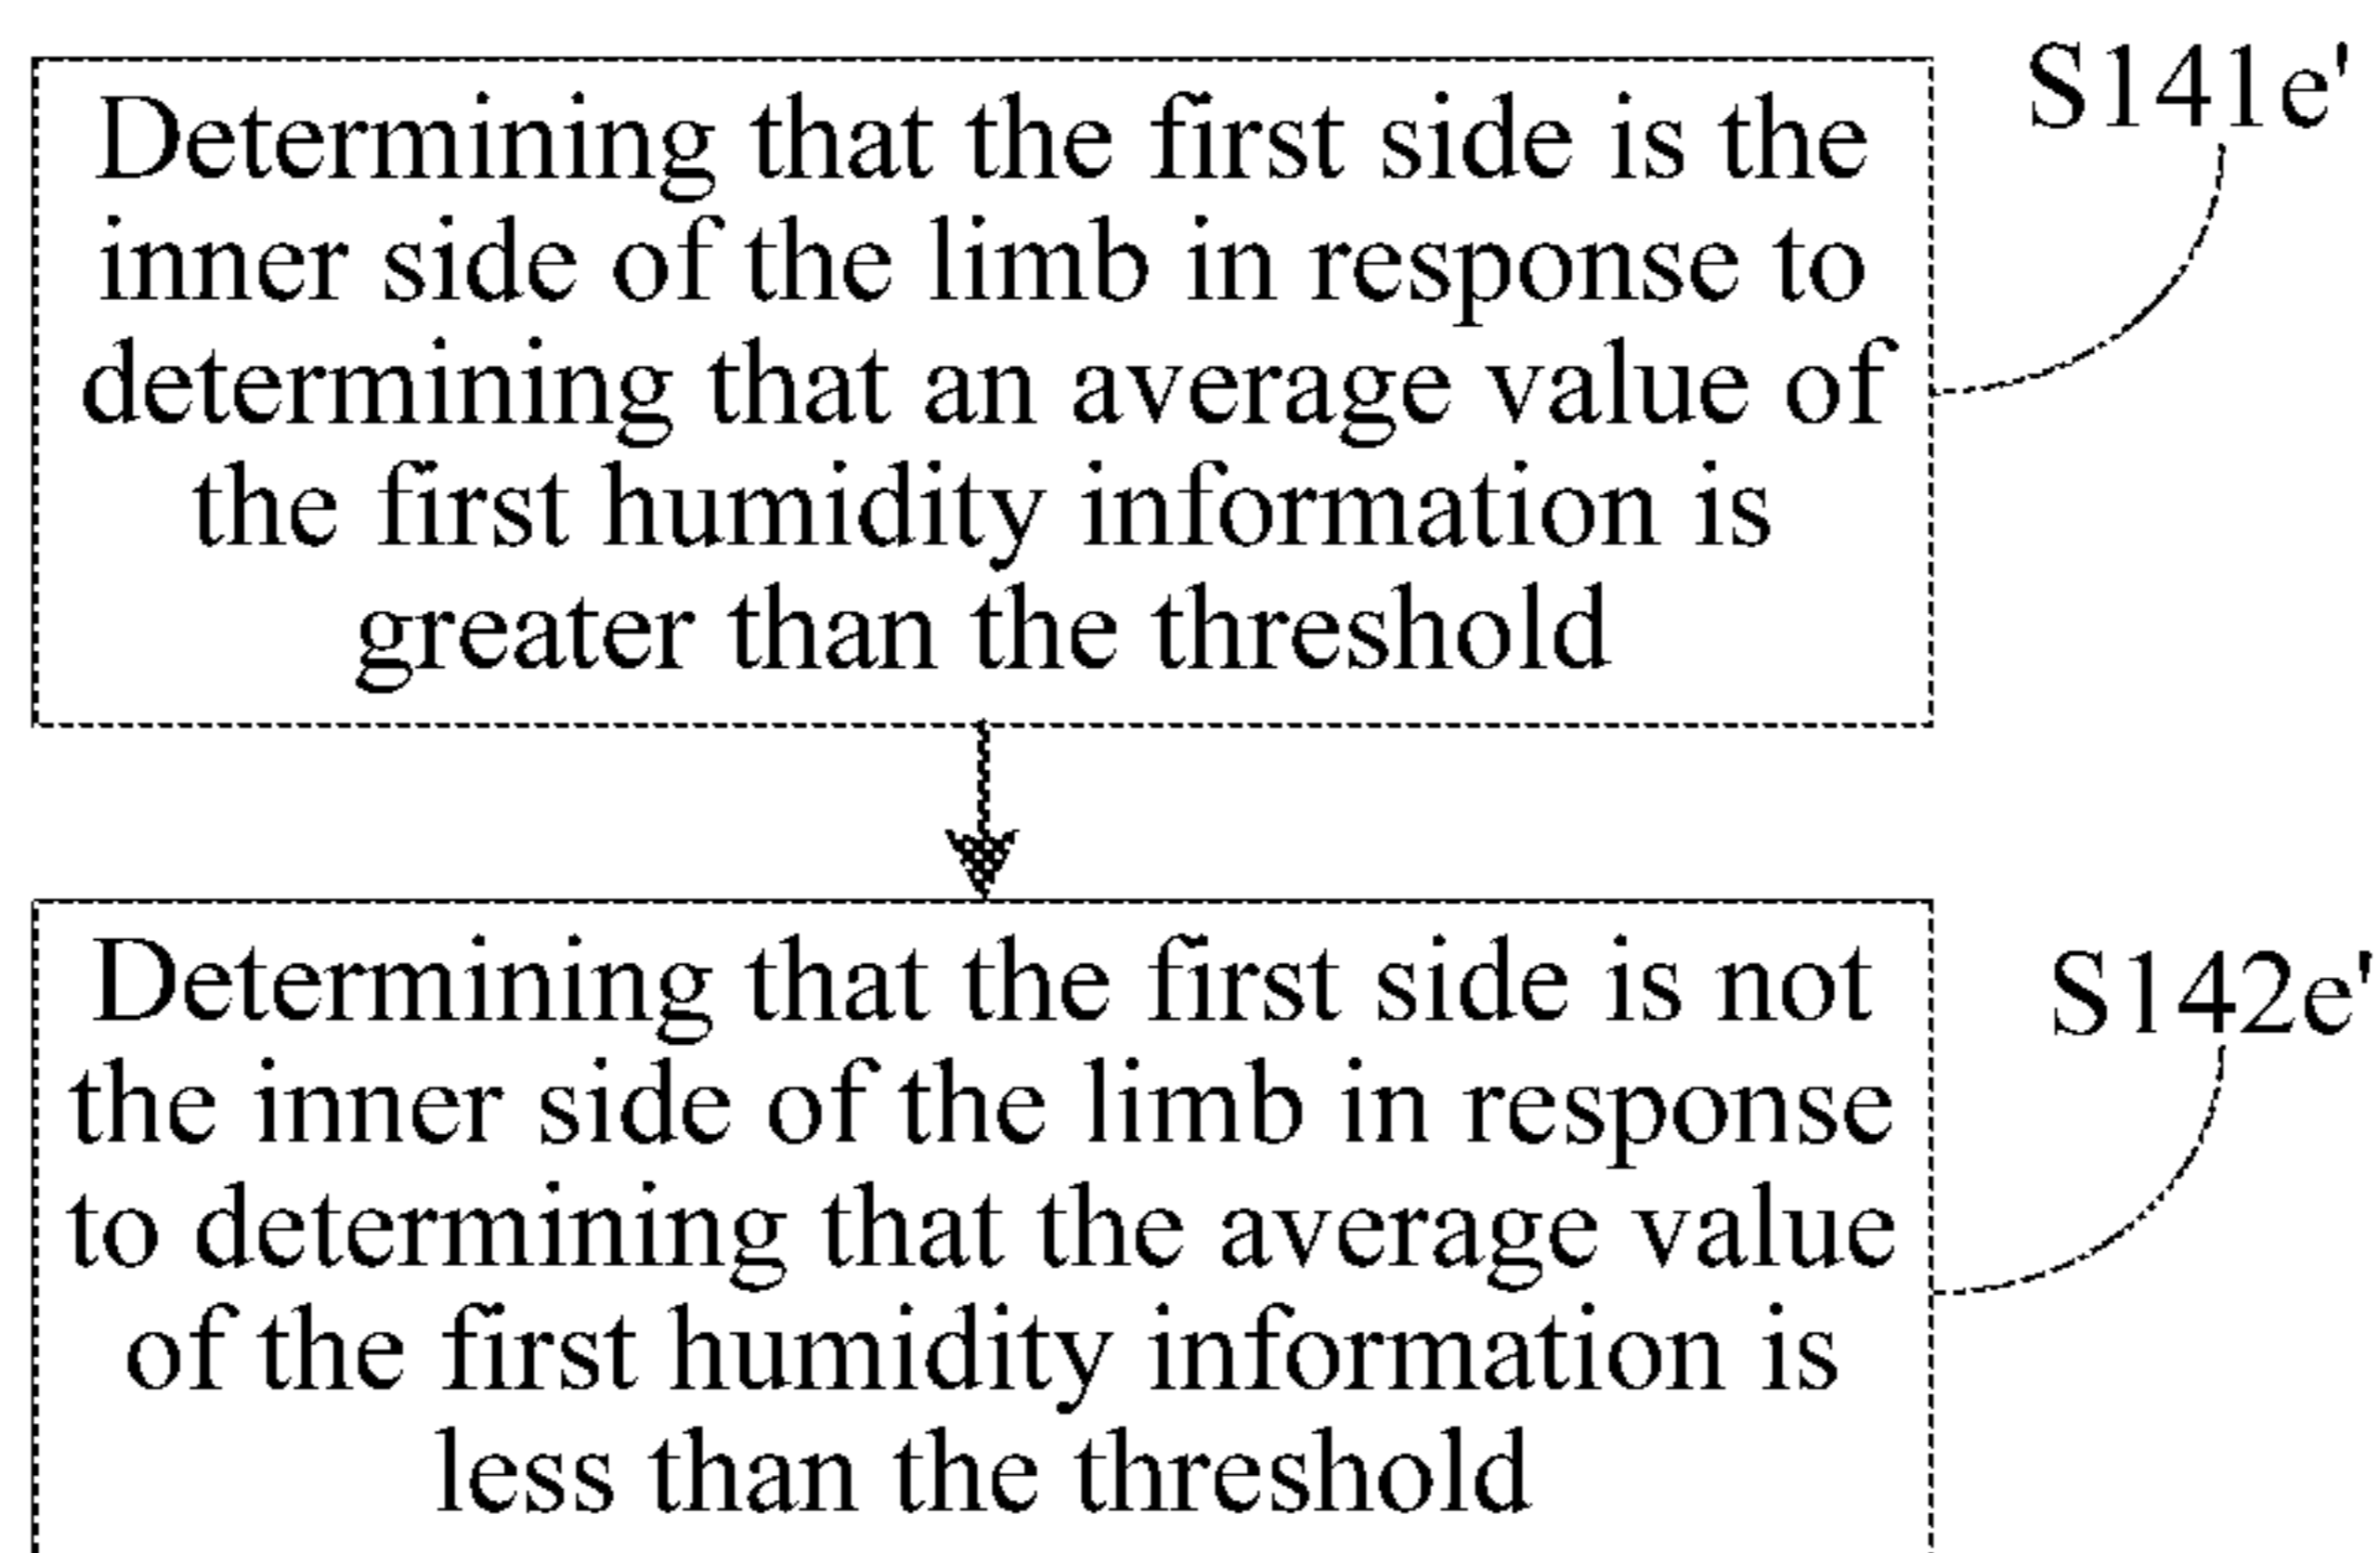 Determining that the first side is the
inner side of the limb in response to
determining that an average value of
the first humidity information is
greater than the threshold
S141e'
Determining that the first side is not
the inner side of the limb in response
to determining that the average value
of the first humidity information is
less than the threshold
S142e'